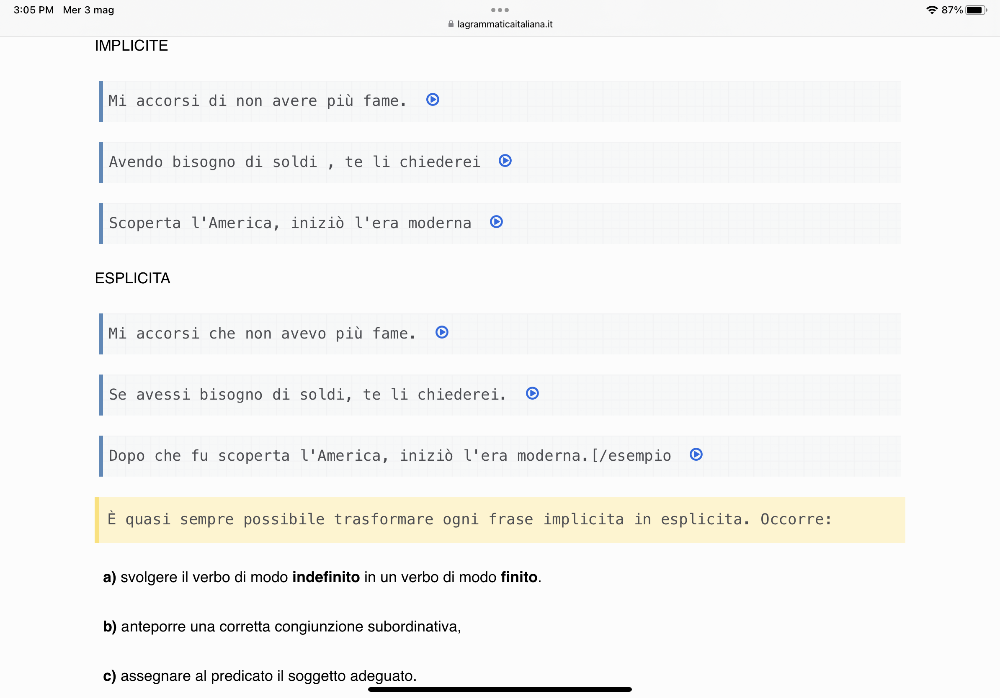 3:05 PM Mer 3 mag
87%
lagrammaticaitaliana.it
IMPLICITE
Mi accorsi di non avere più fame.
Avendo bisogno di soldi , te li chiederei
Scoperta l'America, iniziò l'era moderna
ESPLICITA
Mi accorsi che non avevo più fame.
Se avessi bisogno di soldi, te li chiederei.
Dopo che fu scoperta l'America, iniziò l'era moderna.[/esempio
È quasi sempre possibile trasformare ogni frase implicita in esplicita. Occorre:
a) svolgere il verbo di modo indefinito in un verbo di modo finito.
b) anteporre una corretta congiunzione subordinativa,
c) assegnare al predicato il soggetto adeguato.